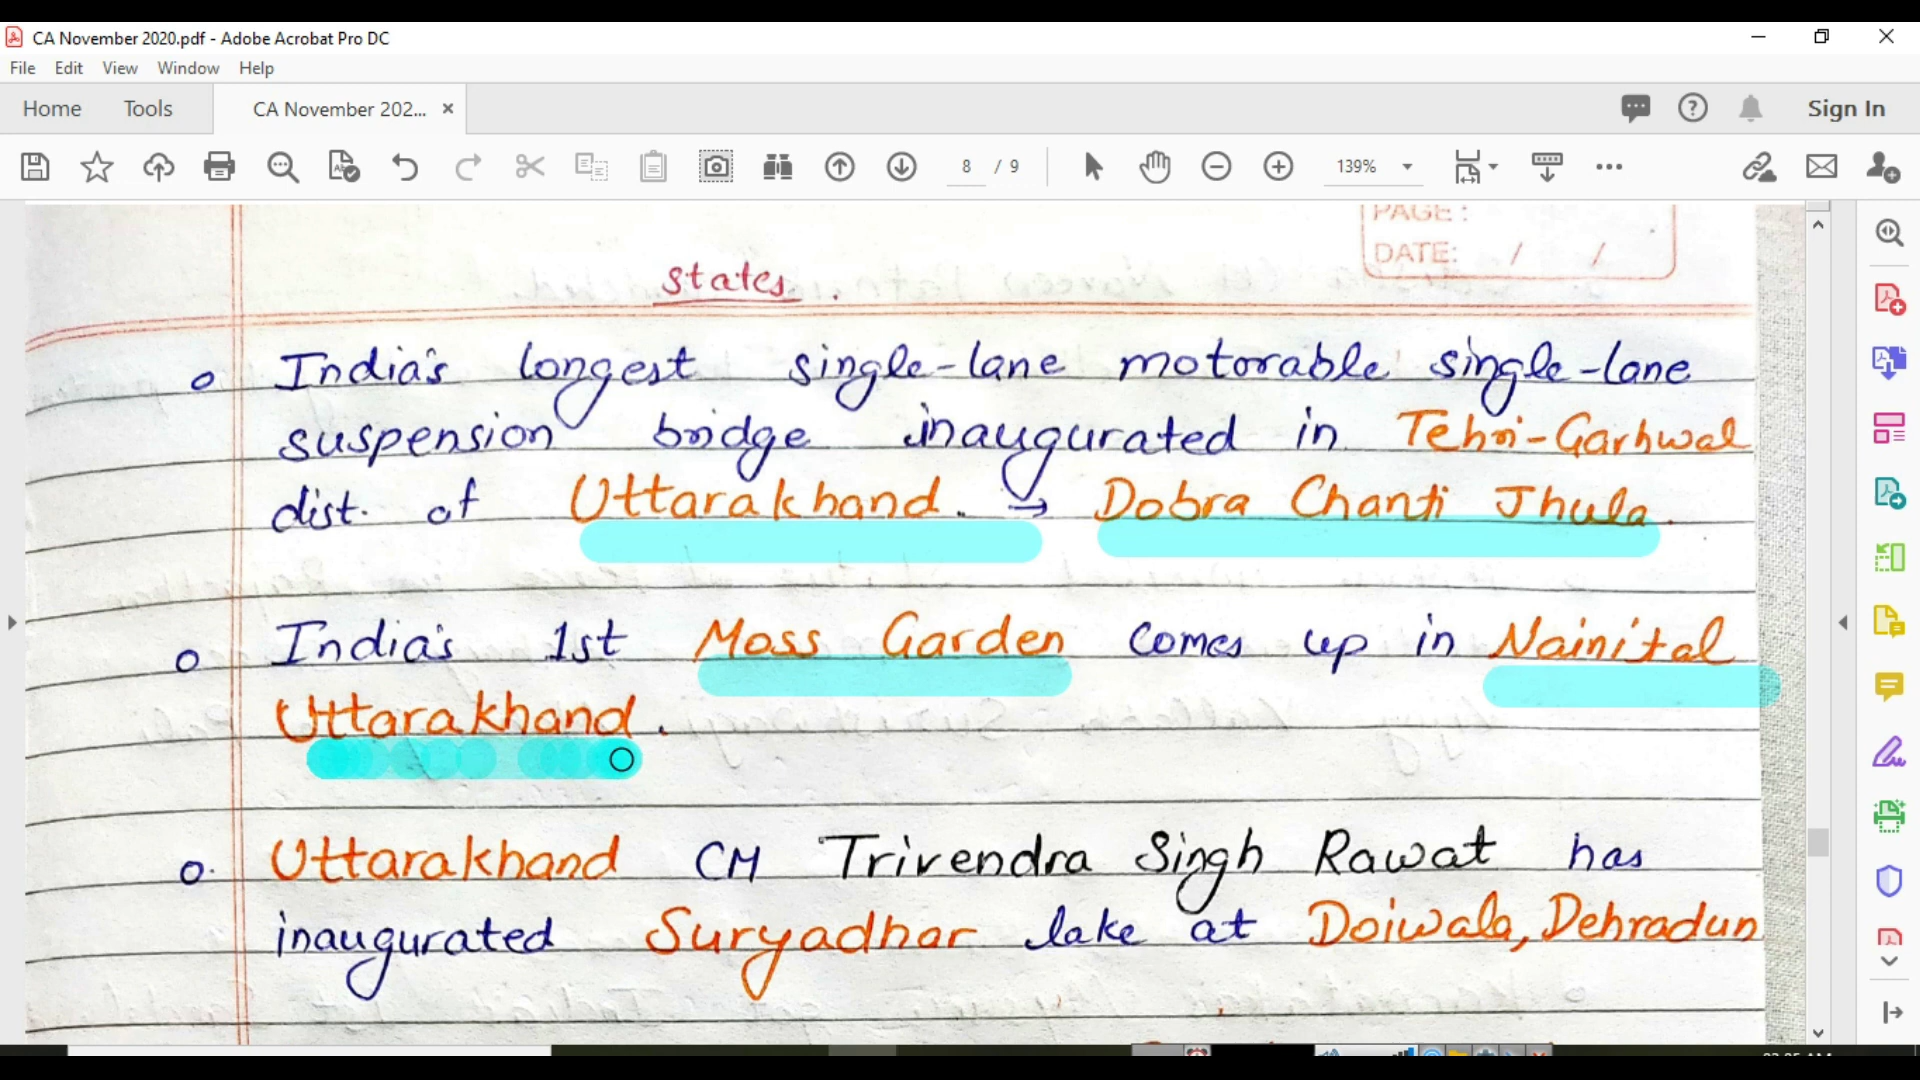 CA November 2020.pdf - Adobe Acrobat Pro DC
File Edit View Window Help
Home Tools CA November 202... × Sign In
8 / 9 139%
PAGE :
DATE: / /
States.
India's longest single-lane motorable single-lane
suspension bridge inaugurated in Tehri-Garhwal
dist. of Uttarakhand. → Dobra Chanti Jhula.
India's 1st Moss Garden comes up in Nainital
Uttarakhand.
Uttarakhand CM Trivendra Singh Rawat has
inaugurated Suryadhar lake at Doiwala, Dehradun